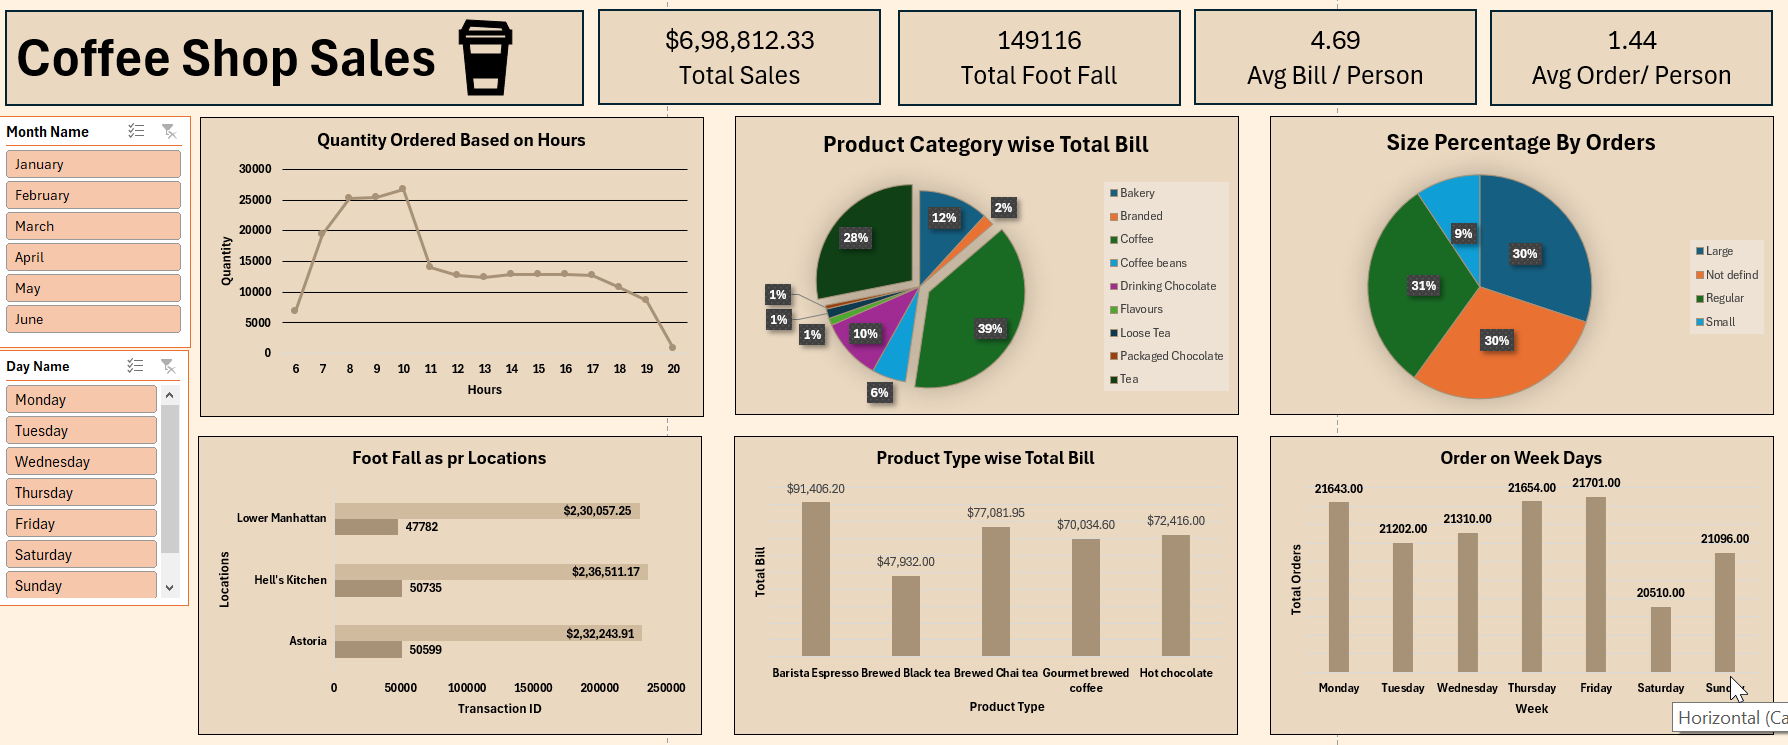 Coffee Shop Sales
$6,98,812.33
Total Sales
149116
Total Foot Fall
4.69
Avg Bill / Person
1.44
Avg Order/ Person
Month Name
January
February
March
April
May
June
Day Name
Monday
Tuesday
Wednesday
Thursday
Friday
Saturday
Sunday
Quantity Ordered Based on Hours
Quantity
30000
25000
20000
15000
10000
5000
0
6 7 8 9 10 11 12 13 14 15 16 17 18 19 20
Hours
Product Category wise Total Bill
12%
2%
39%
6%
10%
1%
1%
1%
28%
Bakery
Branded
Coffee
Coffee beans
Drinking Chocolate
Flavours
Loose Tea
Packaged Chocolate
Tea
Size Percentage By Orders
30%
30%
31%
9%
Large
Not defind
Regular
Small
Foot Fall as pr Locations
Locations
Lower Manhattan
$2,30,057.25
47782
Hell's Kitchen
$2,36,511.17
50735
Astoria
$2,32,243.91
50599
0 50000 100000 150000 200000 250000
Transaction ID
Product Type wise Total Bill
Total Bill
$91,406.20
$47,932.00
$77,081.95
$70,034.60
$72,416.00
Barista Espresso Brewed Black tea Brewed Chai tea Gourmet brewed Hot chocolate
coffee
Product Type
Order on Week Days
Total Orders
21643.00
21202.00
21310.00
21654.00
21701.00
20510.00
21096.00
Monday Tuesday Wednesday Thursday Friday Saturday Sun
Week
Horizontal (Ca